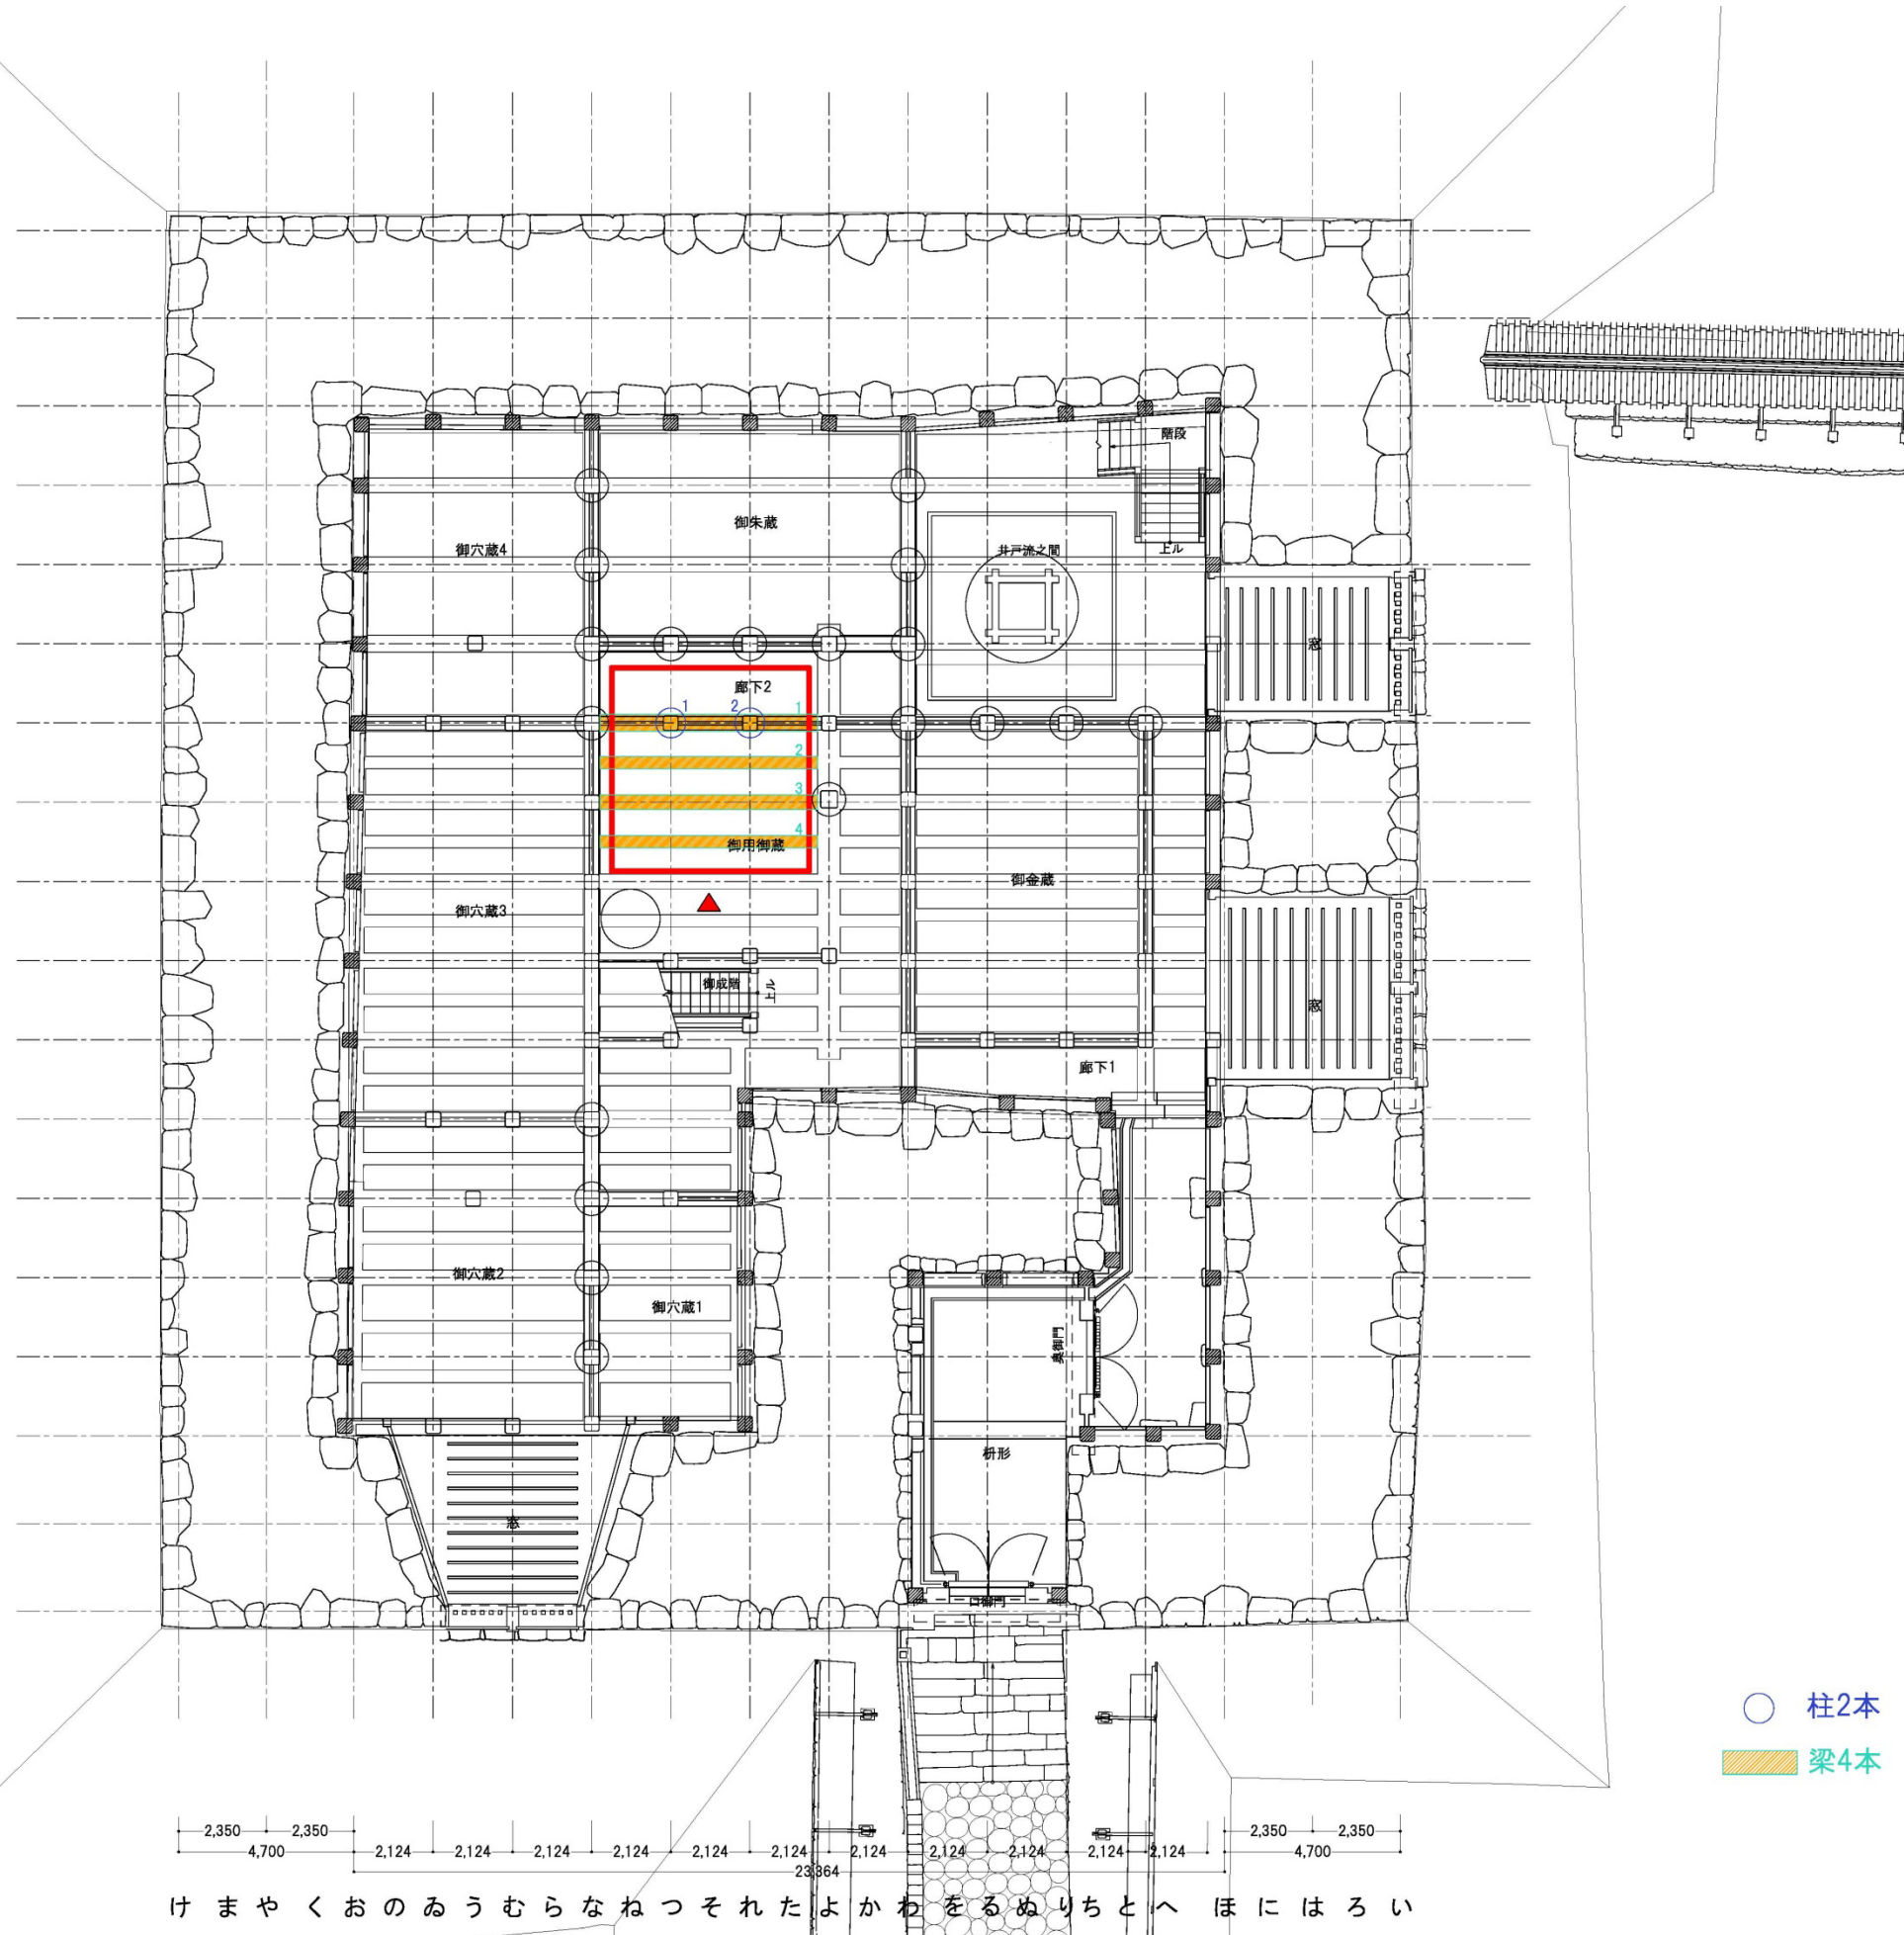 階段
御朱蔵
御穴蔵4
井戸流之間
上ル
窓
廊下2
1
2
1
2
3
4
御用御蔵
御金蔵
御穴蔵3
御成階
上ル
窓
廊下1
御穴蔵2
御穴蔵1
奥御門
枡形
窓
口御門
柱2本
梁4本
2,350 2,350 2,350 2,350
4,700 2,124 2,124 2,124 2,124 2,124 2,124 2,124 2,124 2,124 2,124 2,124 4,700
23,364
け ま や く お の ゐ う む ら な ね つ そ れ た よ か わ を る ぬ り ち と へ ほ に は ろ い